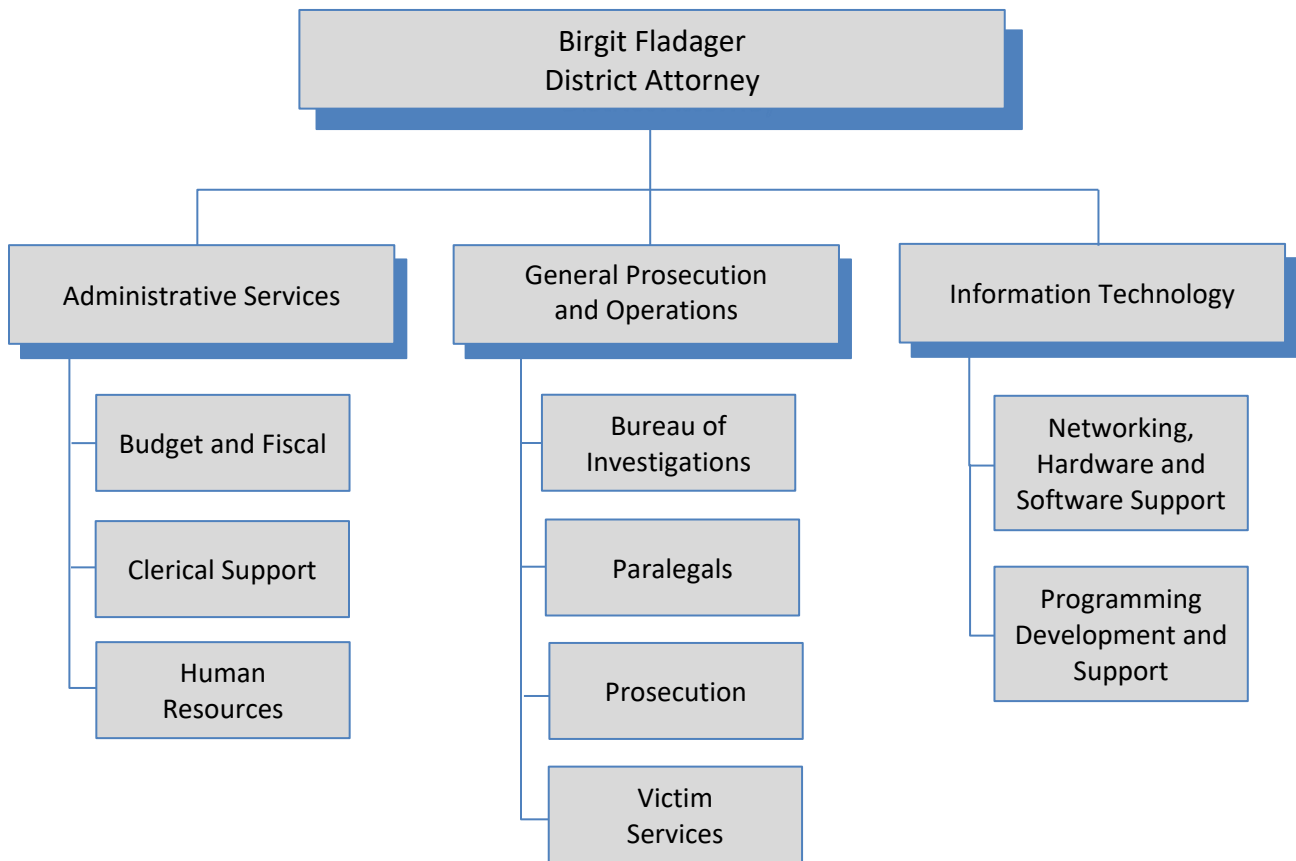 Birgit Fladager
District Attorney
Administrative Services
General Prosecution
and Operations
Information Technology
Budget and Fiscal
Clerical Support
Human
Resources
Bureau of
Investigations
Paralegals
Prosecution
Victim
Services
Networking,
Hardware and
Software Support
Programming
Development and
Support